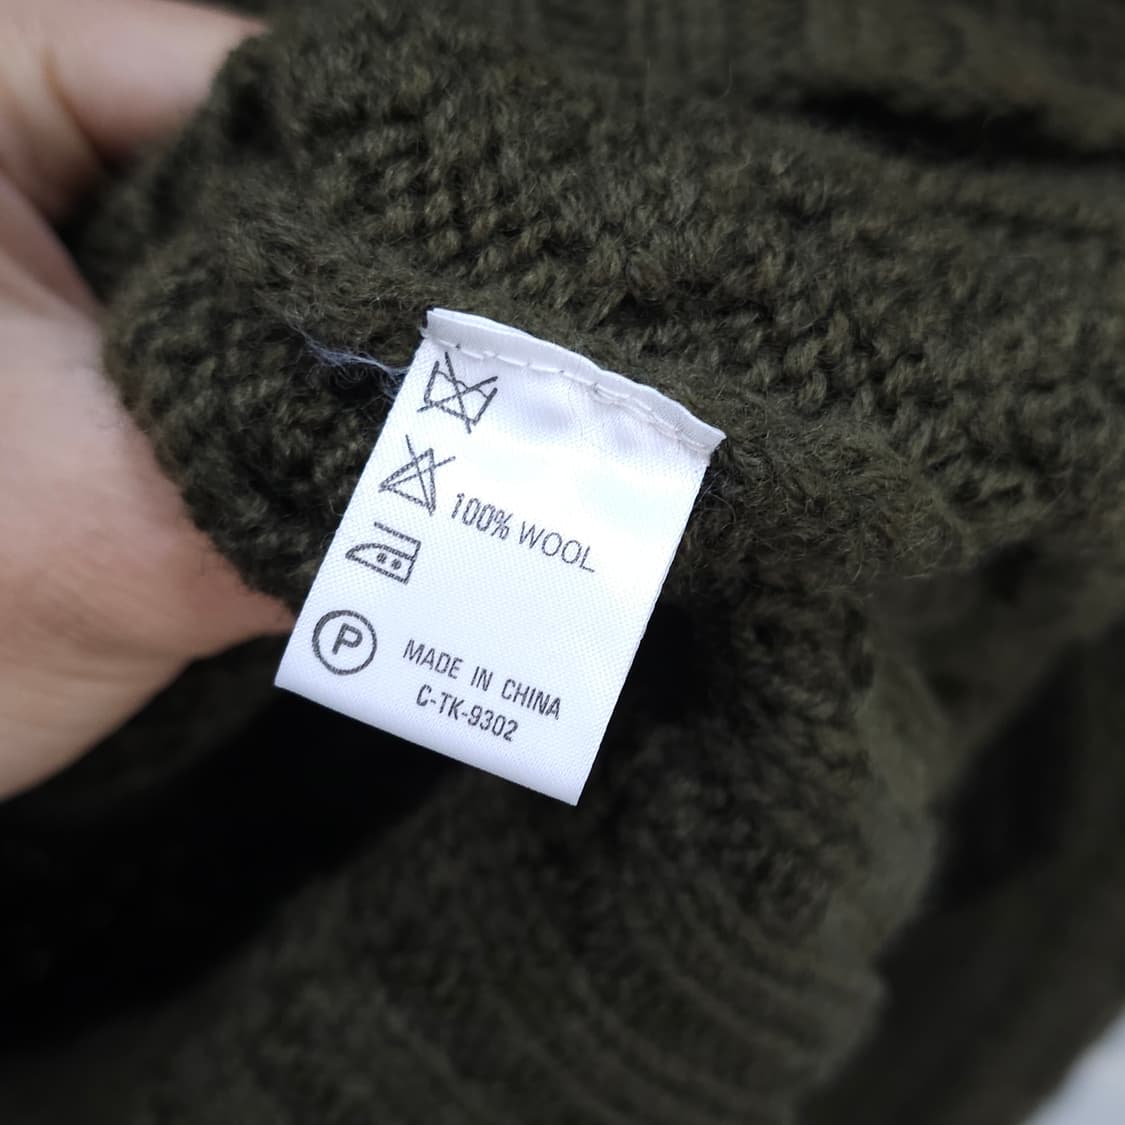 100% WOOL
P
MADE IN CHINA
C-TK-9302